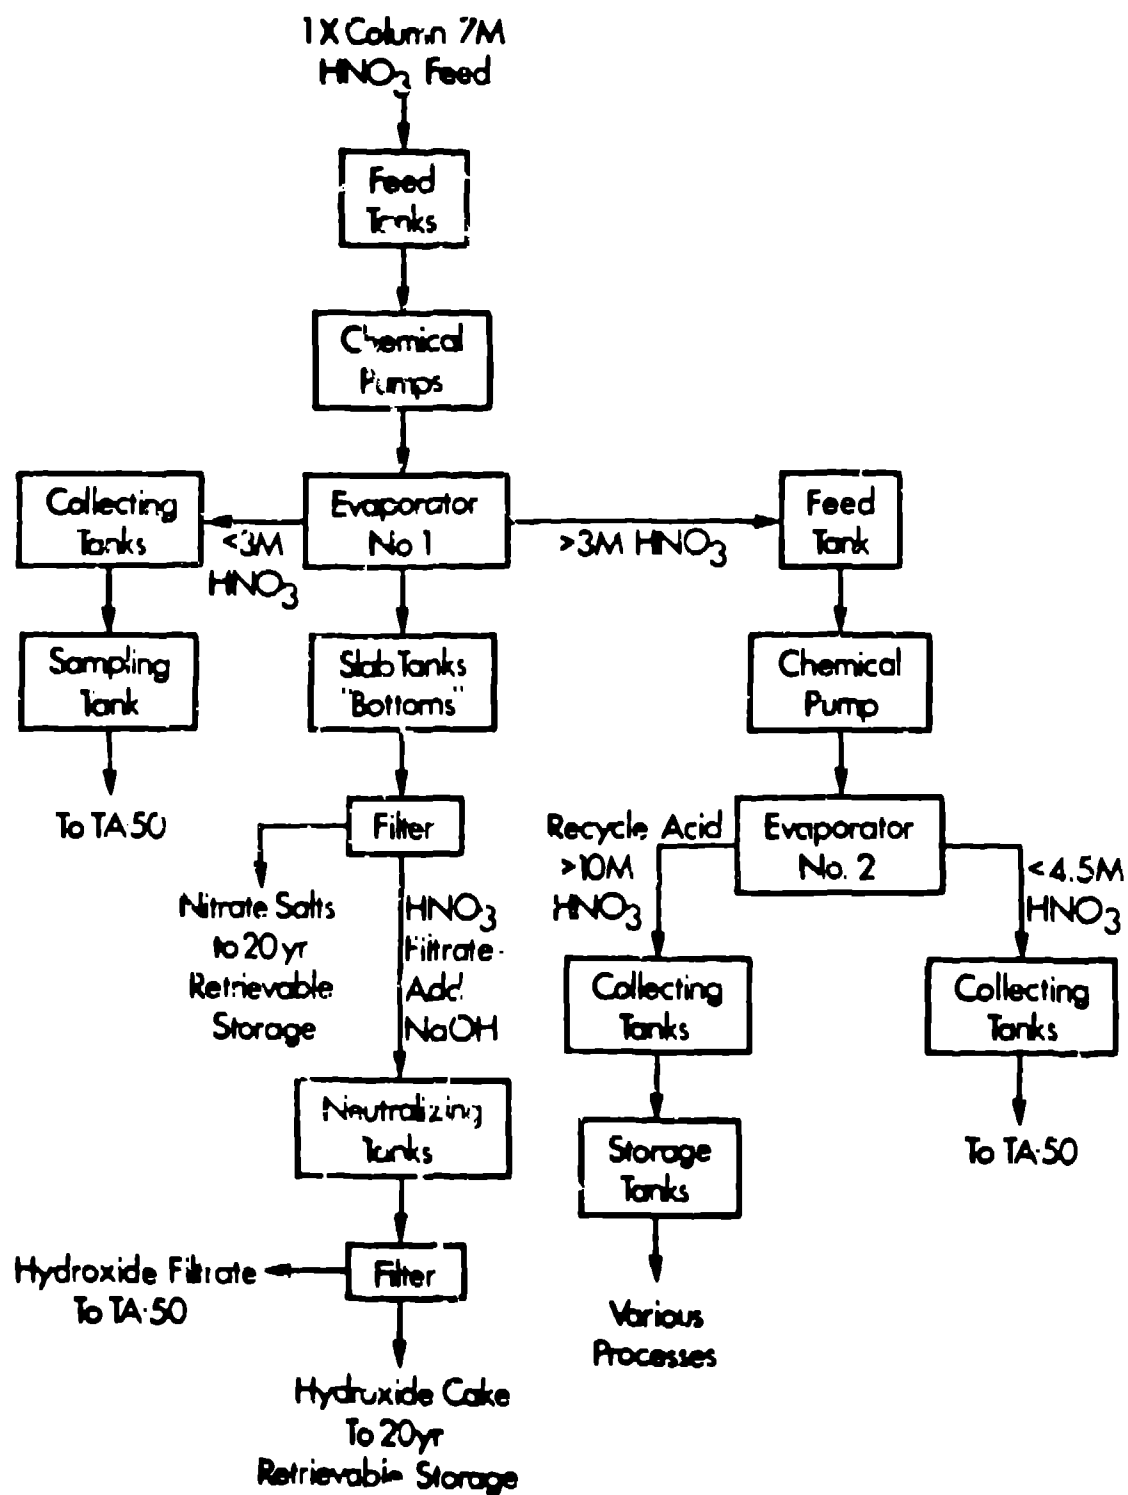 1X Column 7M
HNO3 Feed
Feed
Tanks
Chemical
Pumps
Collecting
Tanks
<3M
HNO3
Evaporator
No 1
>3M HNO3
Feed
Tank
Sampling
Tank
To TA-50
Slab Tanks
"Bottoms"
Chemical
Pump
Filter
Nitrate Salts
to 20 yr
Retrievable
Storage
HNO3
Filtrate-
Add
NaOH
Recycle Acid
>10M
HNO3
Evaporator
No. 2
<4.5M
HNO3
Collecting
Tanks
Collecting
Tanks
Neutralizing
Tanks
Storage
Tanks
To TA-50
Hydroxide Filtrate
To TA-50
Filter
Various
Processes
Hydroxide Cake
To 20yr
Retrievable Storage